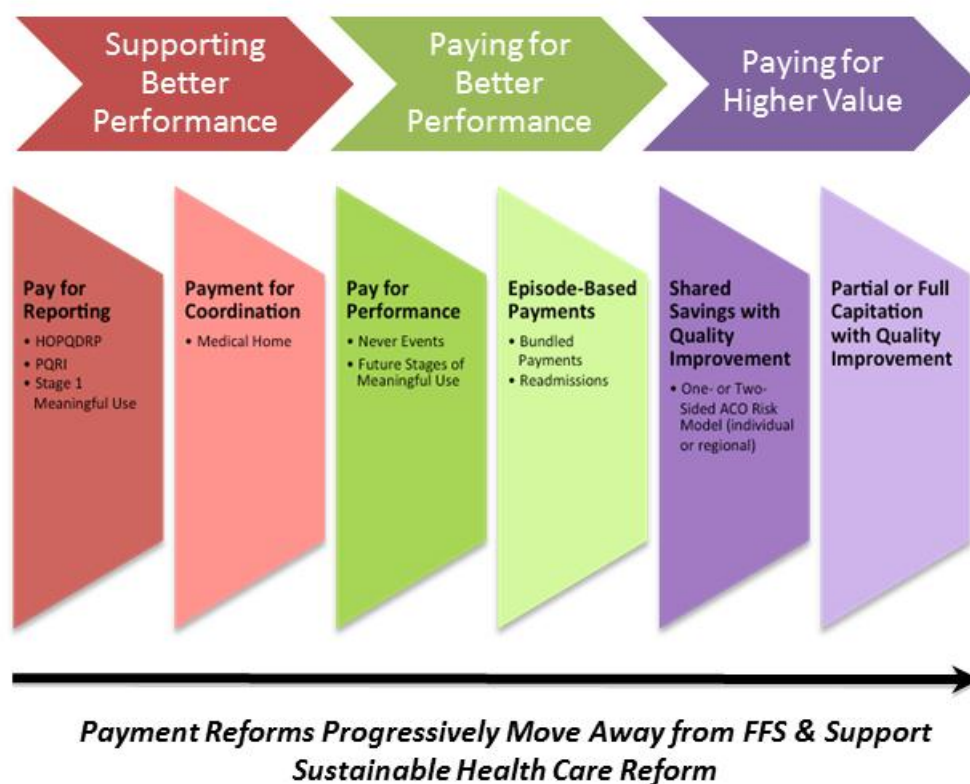 Supporting
Better
Performance
Paying for
Better
Performance
Paying for
Higher Value
Pay for
Reporting
• HOPQDRP
• PQRI
• Stage 1
Meaningful Use
Payment for
Coordination
• Medical Home
Pay for
Performance
• Never Events
• Future Stages of
Meaningful Use
Episode-Based
Payments
• Bundled
Payments
• Readmissions
Shared
Savings with
Quality
Improvement
• One- or Two-
Sided ACO Risk
Model (individual
or regional)
Partial or Full
Capitation
with Quality
Improvement
Payment Reforms Progressively Move Away from FFS & Support
Sustainable Health Care Reform